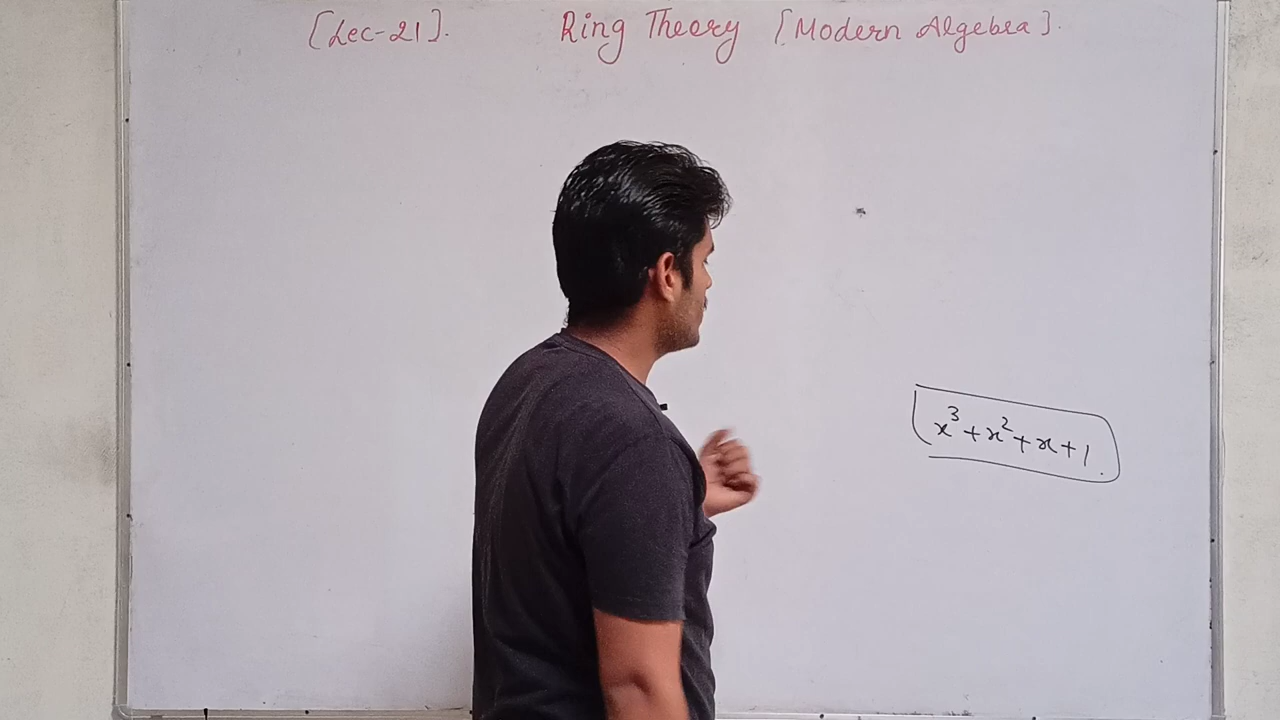 [Lec-21]. Ring Theory [Modern Algebra].
x³+x²+x+1.